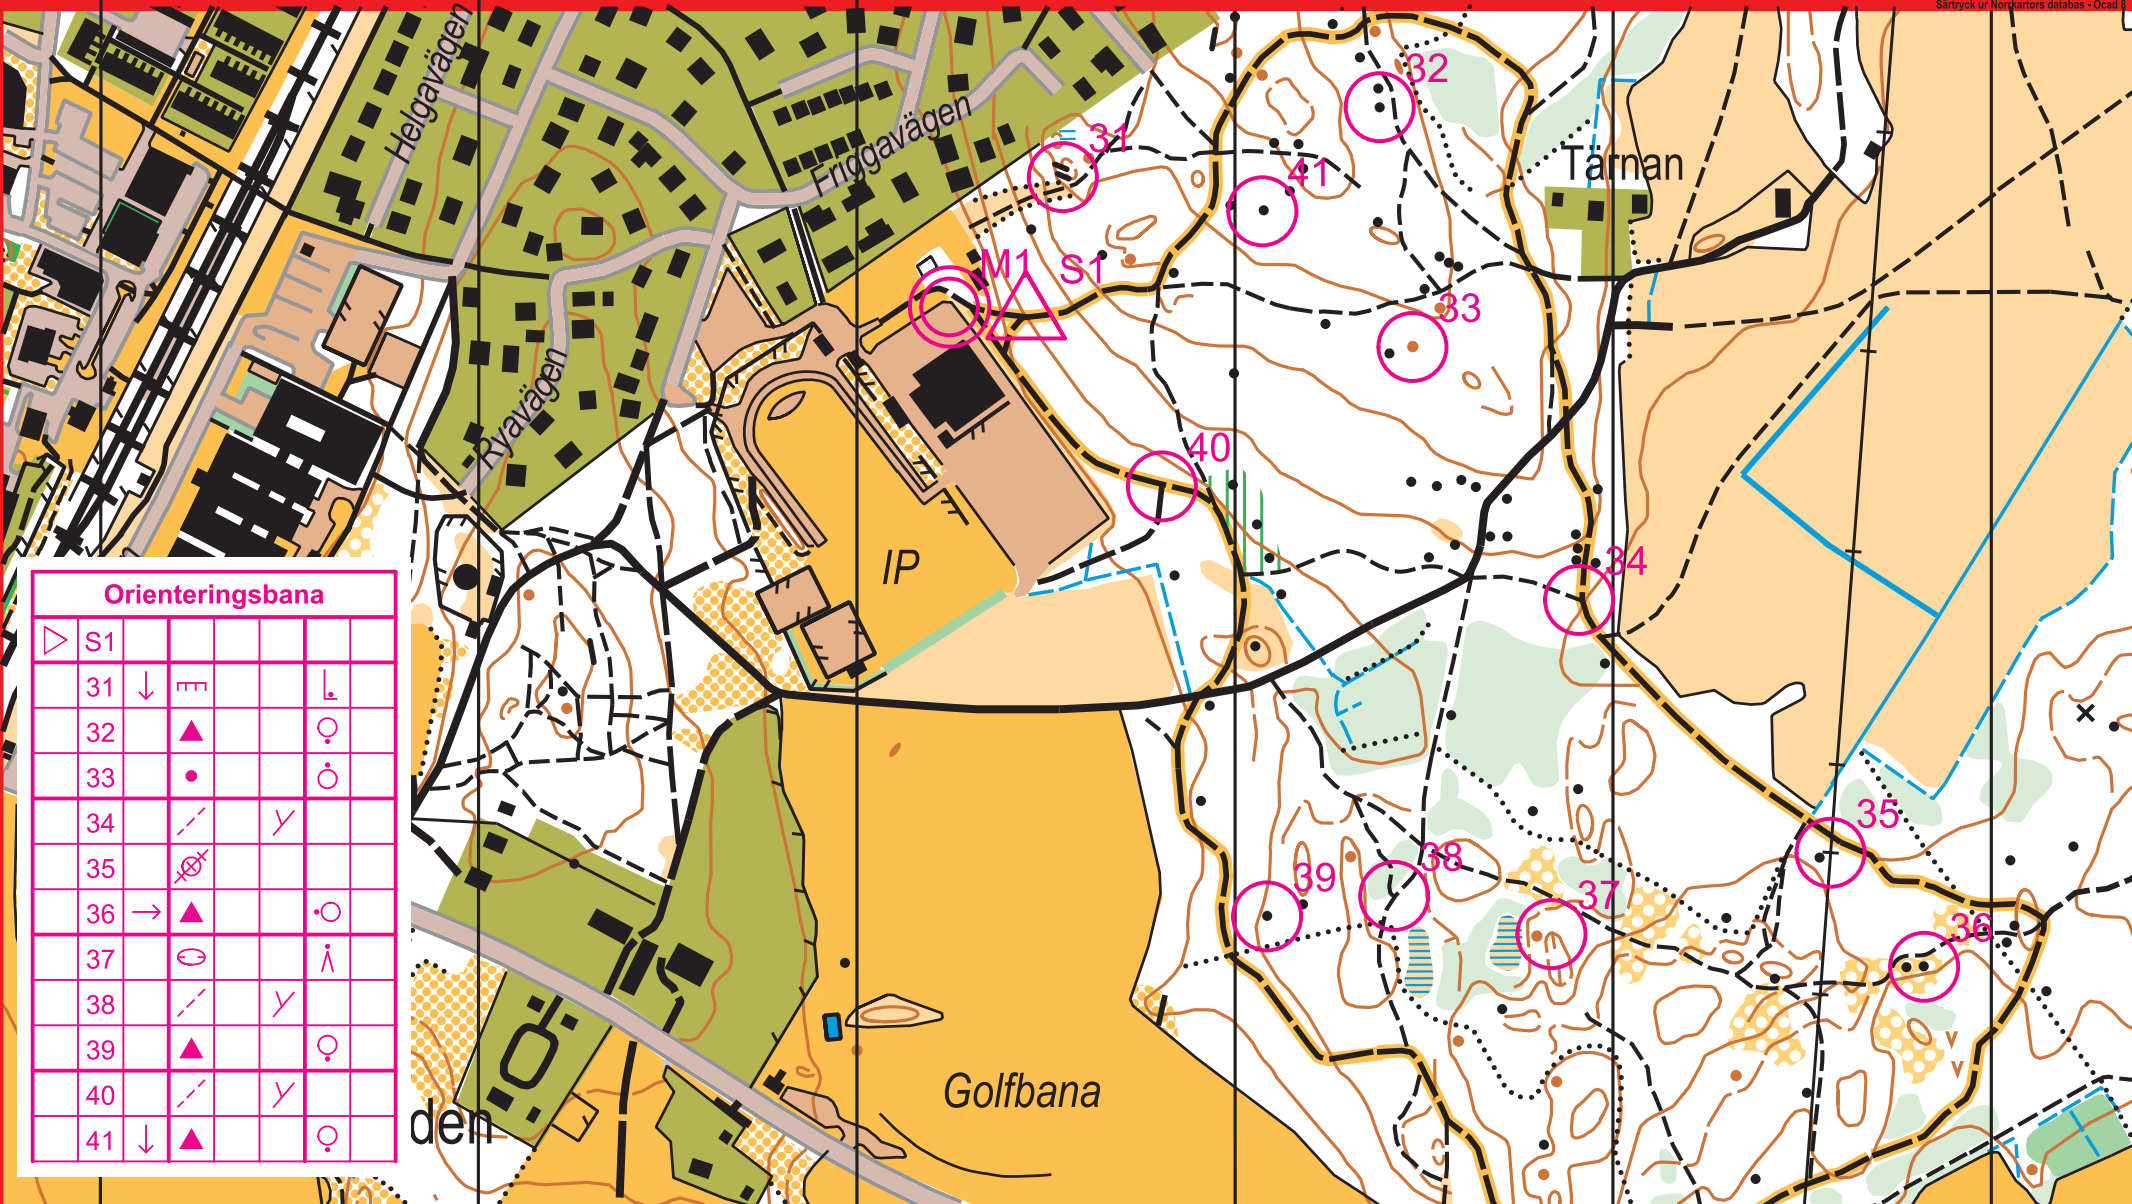 Särtryck ur Norrkartors databas - Ocad 8
Helgavägen
Friggavägen
Ryavägen
Tärnan
IP
Golfbana
den
M1
S1
31
32
41
33
40
34
35
36
37
38
39
Orienteringsbana
S1
31
32
33
34
35
36
37
38
39
40
41